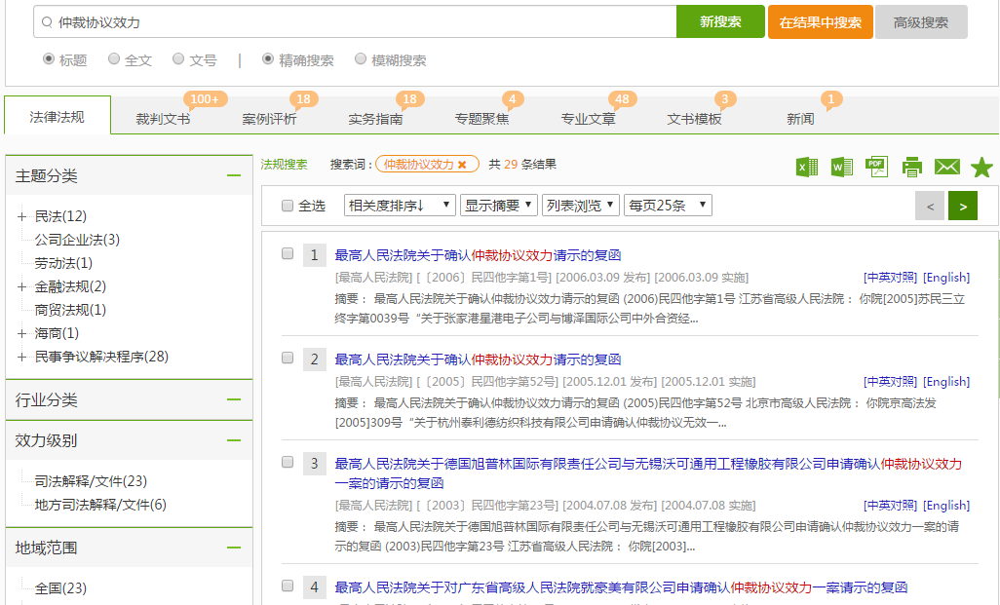 仲裁协议效力
新搜索
在结果中搜索
高级搜索
标题 全文 文号 | 精确搜索 模糊搜索
100+ 18 18 4 48 3 1
法律法规 裁判文书 案例评析 实务指南 专题聚焦 专业文章 文书模板 新闻
主题分类
民法(12)
公司企业法(3)
劳动法(1)
金融法规(2)
商贸法规(1)
海商(1)
民事争议解决程序(28)
行业分类
效力级别
司法解释/文件(23)
地方司法解释/文件(6)
地域范围
全国(23)
法规搜索 搜索词： 仲裁协议效力 ✖ 共 29 条结果
全选 相关度排序↓ 显示摘要 列表浏览 每页25条 < >
1 最高人民法院关于确认仲裁协议效力请示的复函
[最高人民法院] [〔2006〕民四他字第1号] [2006.03.09 发布] [2006.03.09 实施] [中英对照] [English]
摘要： 最高人民法院关于确认仲裁协议效力请示的复函 (2006)民四他字第1号 江苏省高级人民法院： 你院[2005]苏民三立
终字第0039号“关于张家港星港电子公司与博泽国际公司中外合资经...
2 最高人民法院关于确认仲裁协议效力请示的复函
[最高人民法院] [〔2005〕民四他字第52号] [2005.12.01 发布] [2005.12.01 实施] [中英对照] [English]
摘要： 最高人民法院关于确认仲裁协议效力请示的复函 (2005)民四他字第52号 北京市高级人民法院： 你院京高法发
[2005]309号“关于杭州泰利德纺织科技有限公司申请确认仲裁协议无效一...
3 最高人民法院关于德国旭普林国际有限责任公司与无锡沃可通用工程橡胶有限公司申请确认仲裁协议效力
一案的请示的复函
[最高人民法院] [〔2003〕民四他字第23号] [2004.07.08 发布] [2004.07.08 实施] [中英对照] [English]
摘要： 最高人民法院关于德国旭普林国际有限责任公司与无锡沃可通用工程橡胶有限公司申请确认仲裁协议效力一案的请
示的复函 (2003)民四他字第23号 江苏省高级人民法院： 你院[2003]...
4 最高人民法院关于对广东省高级人民法院就豪美有限公司申请确认仲裁协议效力一案请示的复函